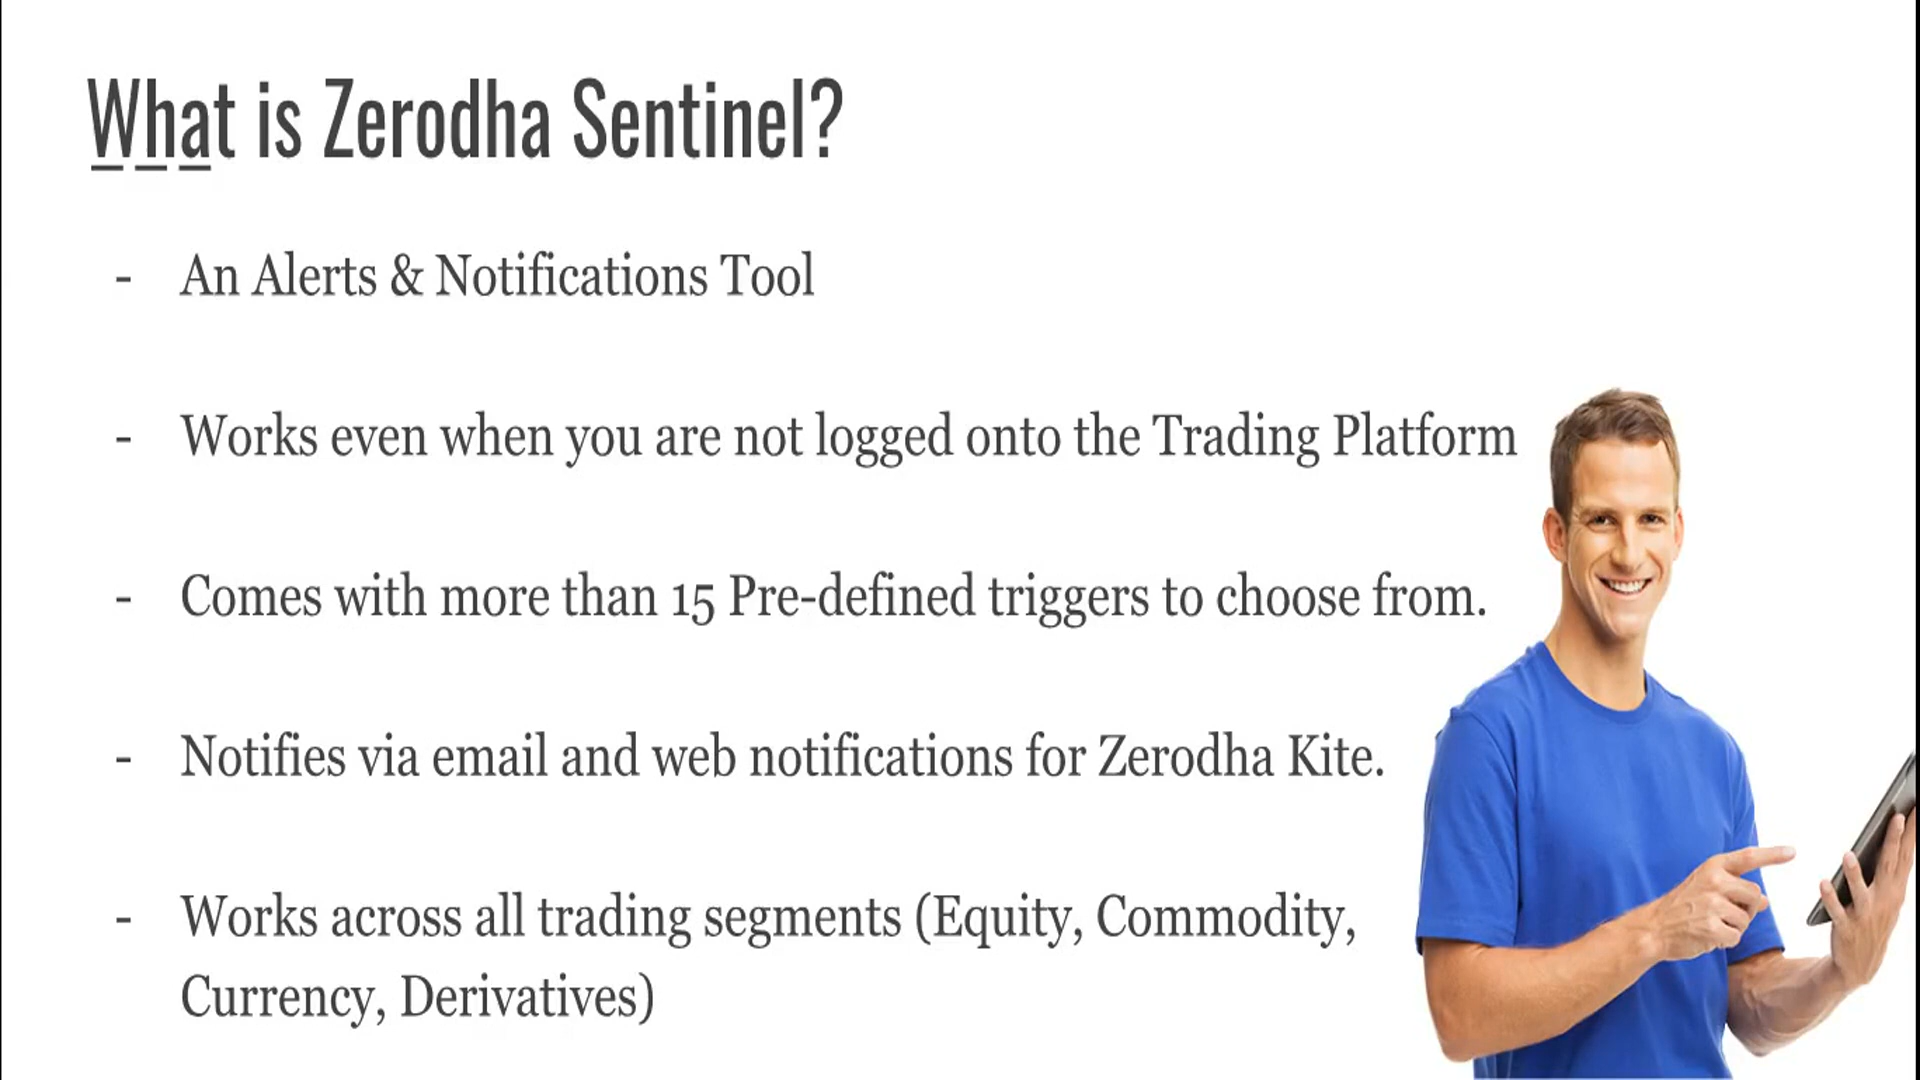 What is Zerodha Sentinel?
- An Alerts & Notifications Tool
- Works even when you are not logged onto the Trading Platform
- Comes with more than 15 Pre-defined triggers to choose from.
- Notifies via email and web notifications for Zerodha Kite.
- Works across all trading segments (Equity, Commodity,
Currency, Derivatives)